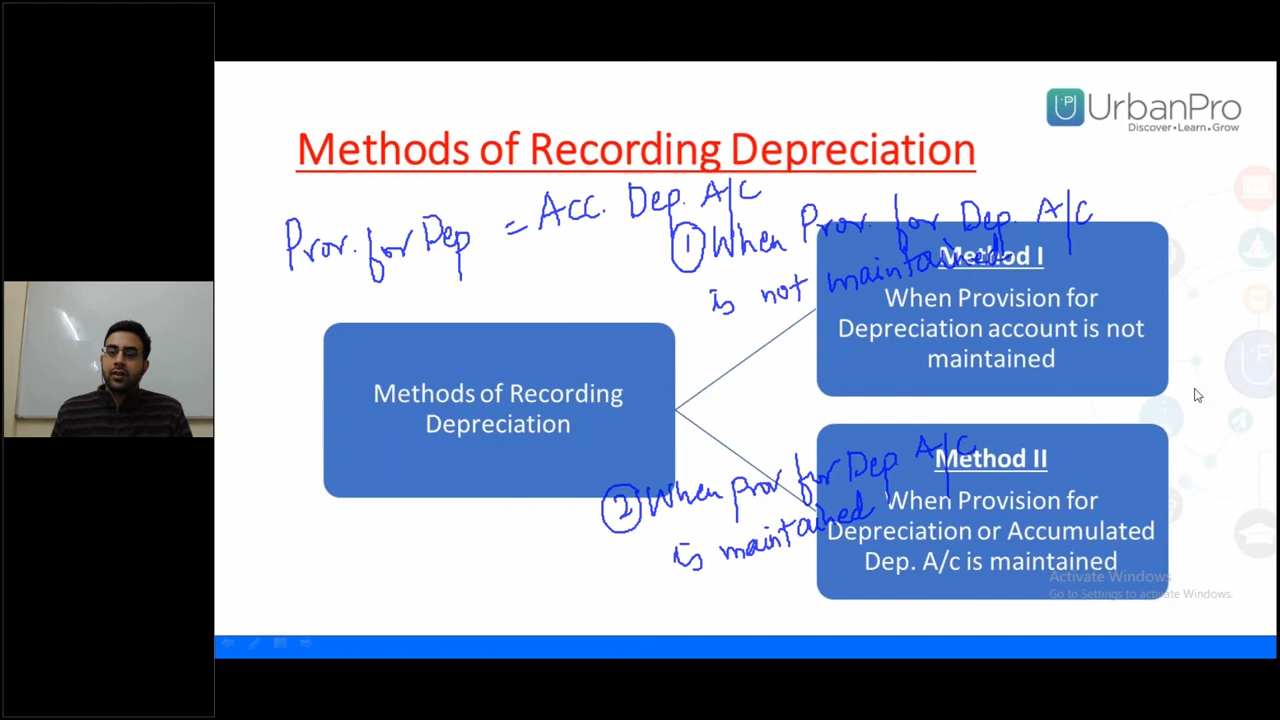 UrbanPro
Discover • Learn • Grow
Methods of Recording Depreciation
Prov. for Dep = Acc. Dep. A/C
① When Prov. for Dep. A/C
is not maintained
Method I
When Provision for
Depreciation account is not
maintained
Methods of Recording
Depreciation
② When prov for Dep A/C
is maintained
Method II
When Provision for
Depreciation or Accumulated
Dep. A/c is maintained
Activate Windows
Go to Settings to activate Windows.